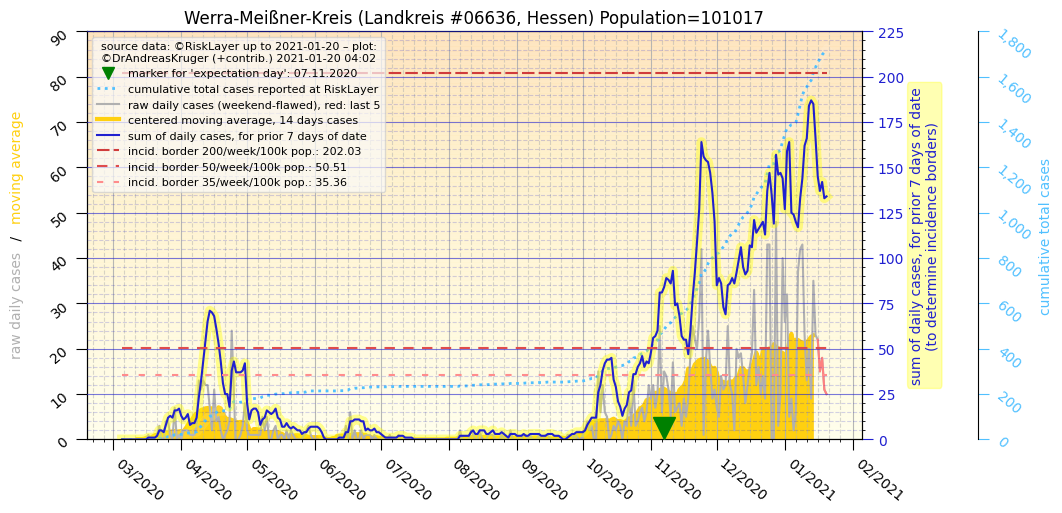 Werra-Meißner-Kreis (Landkreis #06636, Hessen) Population=101017
source data: ©RiskLayer up to 2021-01-20 – plot:
©DrAndreasKruger (+contrib.) 2021-01-20 04:02
marker for 'expectation day': 07.11.2020
cumulative total cases reported at RiskLayer
raw daily cases (weekend-flawed), red: last 5
centered moving average, 14 days cases
sum of daily cases, for prior 7 days of date
incid. border 200/week/100k pop.: 202.03
incid. border 50/week/100k pop.: 50.51
incid. border 35/week/100k pop.: 35.36
raw daily cases / moving average
90
80
70
60
50
40
30
20
10
0
03/2020
04/2020
05/2020
06/2020
07/2020
08/2020
09/2020
10/2020
11/2020
12/2020
01/2021
02/2021
225
200
175
150
125
100
75
50
25
0
sum of daily cases, for prior 7 days of date
(to determine incidence borders)
1,800
1,600
1,400
1,200
1,000
800
600
400
200
0
cumulative total cases